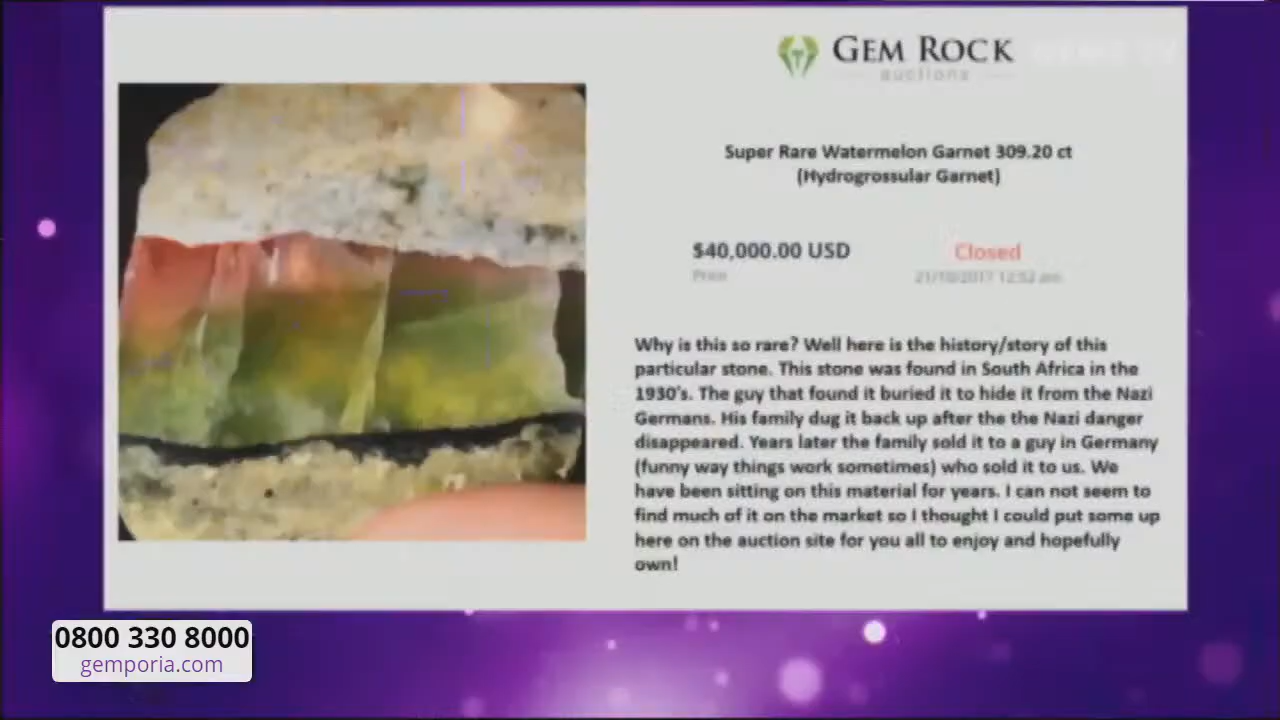 GEM ROCK
auctions
Super Rare Watermelon Garnet 309.20 ct
(Hydrogrossular Garnet)
$40,000.00 USD
Closed
Price
Why is this so rare? Well here is the history/story of this
particular stone. This stone was found in South Africa in the
1930's. The guy that found it buried it to hide it from the Nazi
Germans. His family dug it back up after the the Nazi danger
disappeared. Years later the family sold it to a guy in Germany
(funny way things work sometimes) who sold it to us. We
have been sitting on this material for years. I can not seem to
find much of it on the market so I thought I could put some up
here on the auction site for you all to enjoy and hopefully
own!
0800 330 8000
gemporia.com